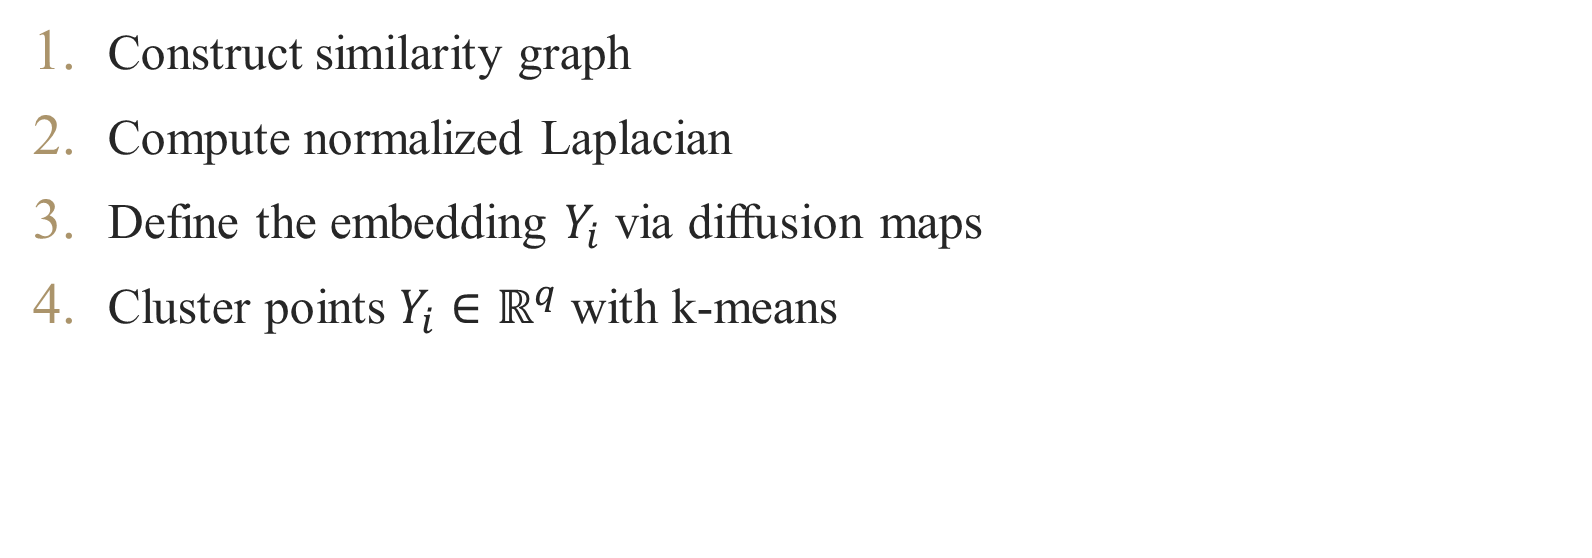 1. Construct similarity graph
2. Compute normalized Laplacian
3. Define the embedding Yᵢ via diffusion maps
4. Cluster points Yᵢ ∈ ℝ^q with k-means